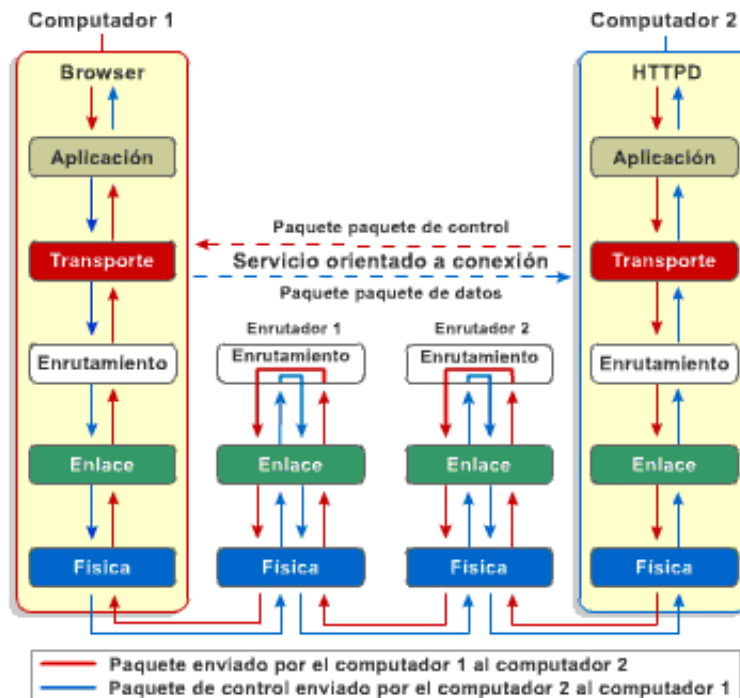 Computador 1
Computador 2
Browser
HTTPD
Aplicación
Aplicación
Paquete paquete de control
Transporte
Servicio orientado a conexión
Transporte
Paquete paquete de datos
Enrutador 1
Enrutador 2
Enrutamiento
Enrutamiento
Enrutamiento
Enrutamiento
Enlace
Enlace
Enlace
Enlace
Física
Física
Física
Física
Paquete enviado por el computador 1 al computador 2
Paquete de control enviado por el computador 2 al computador 1